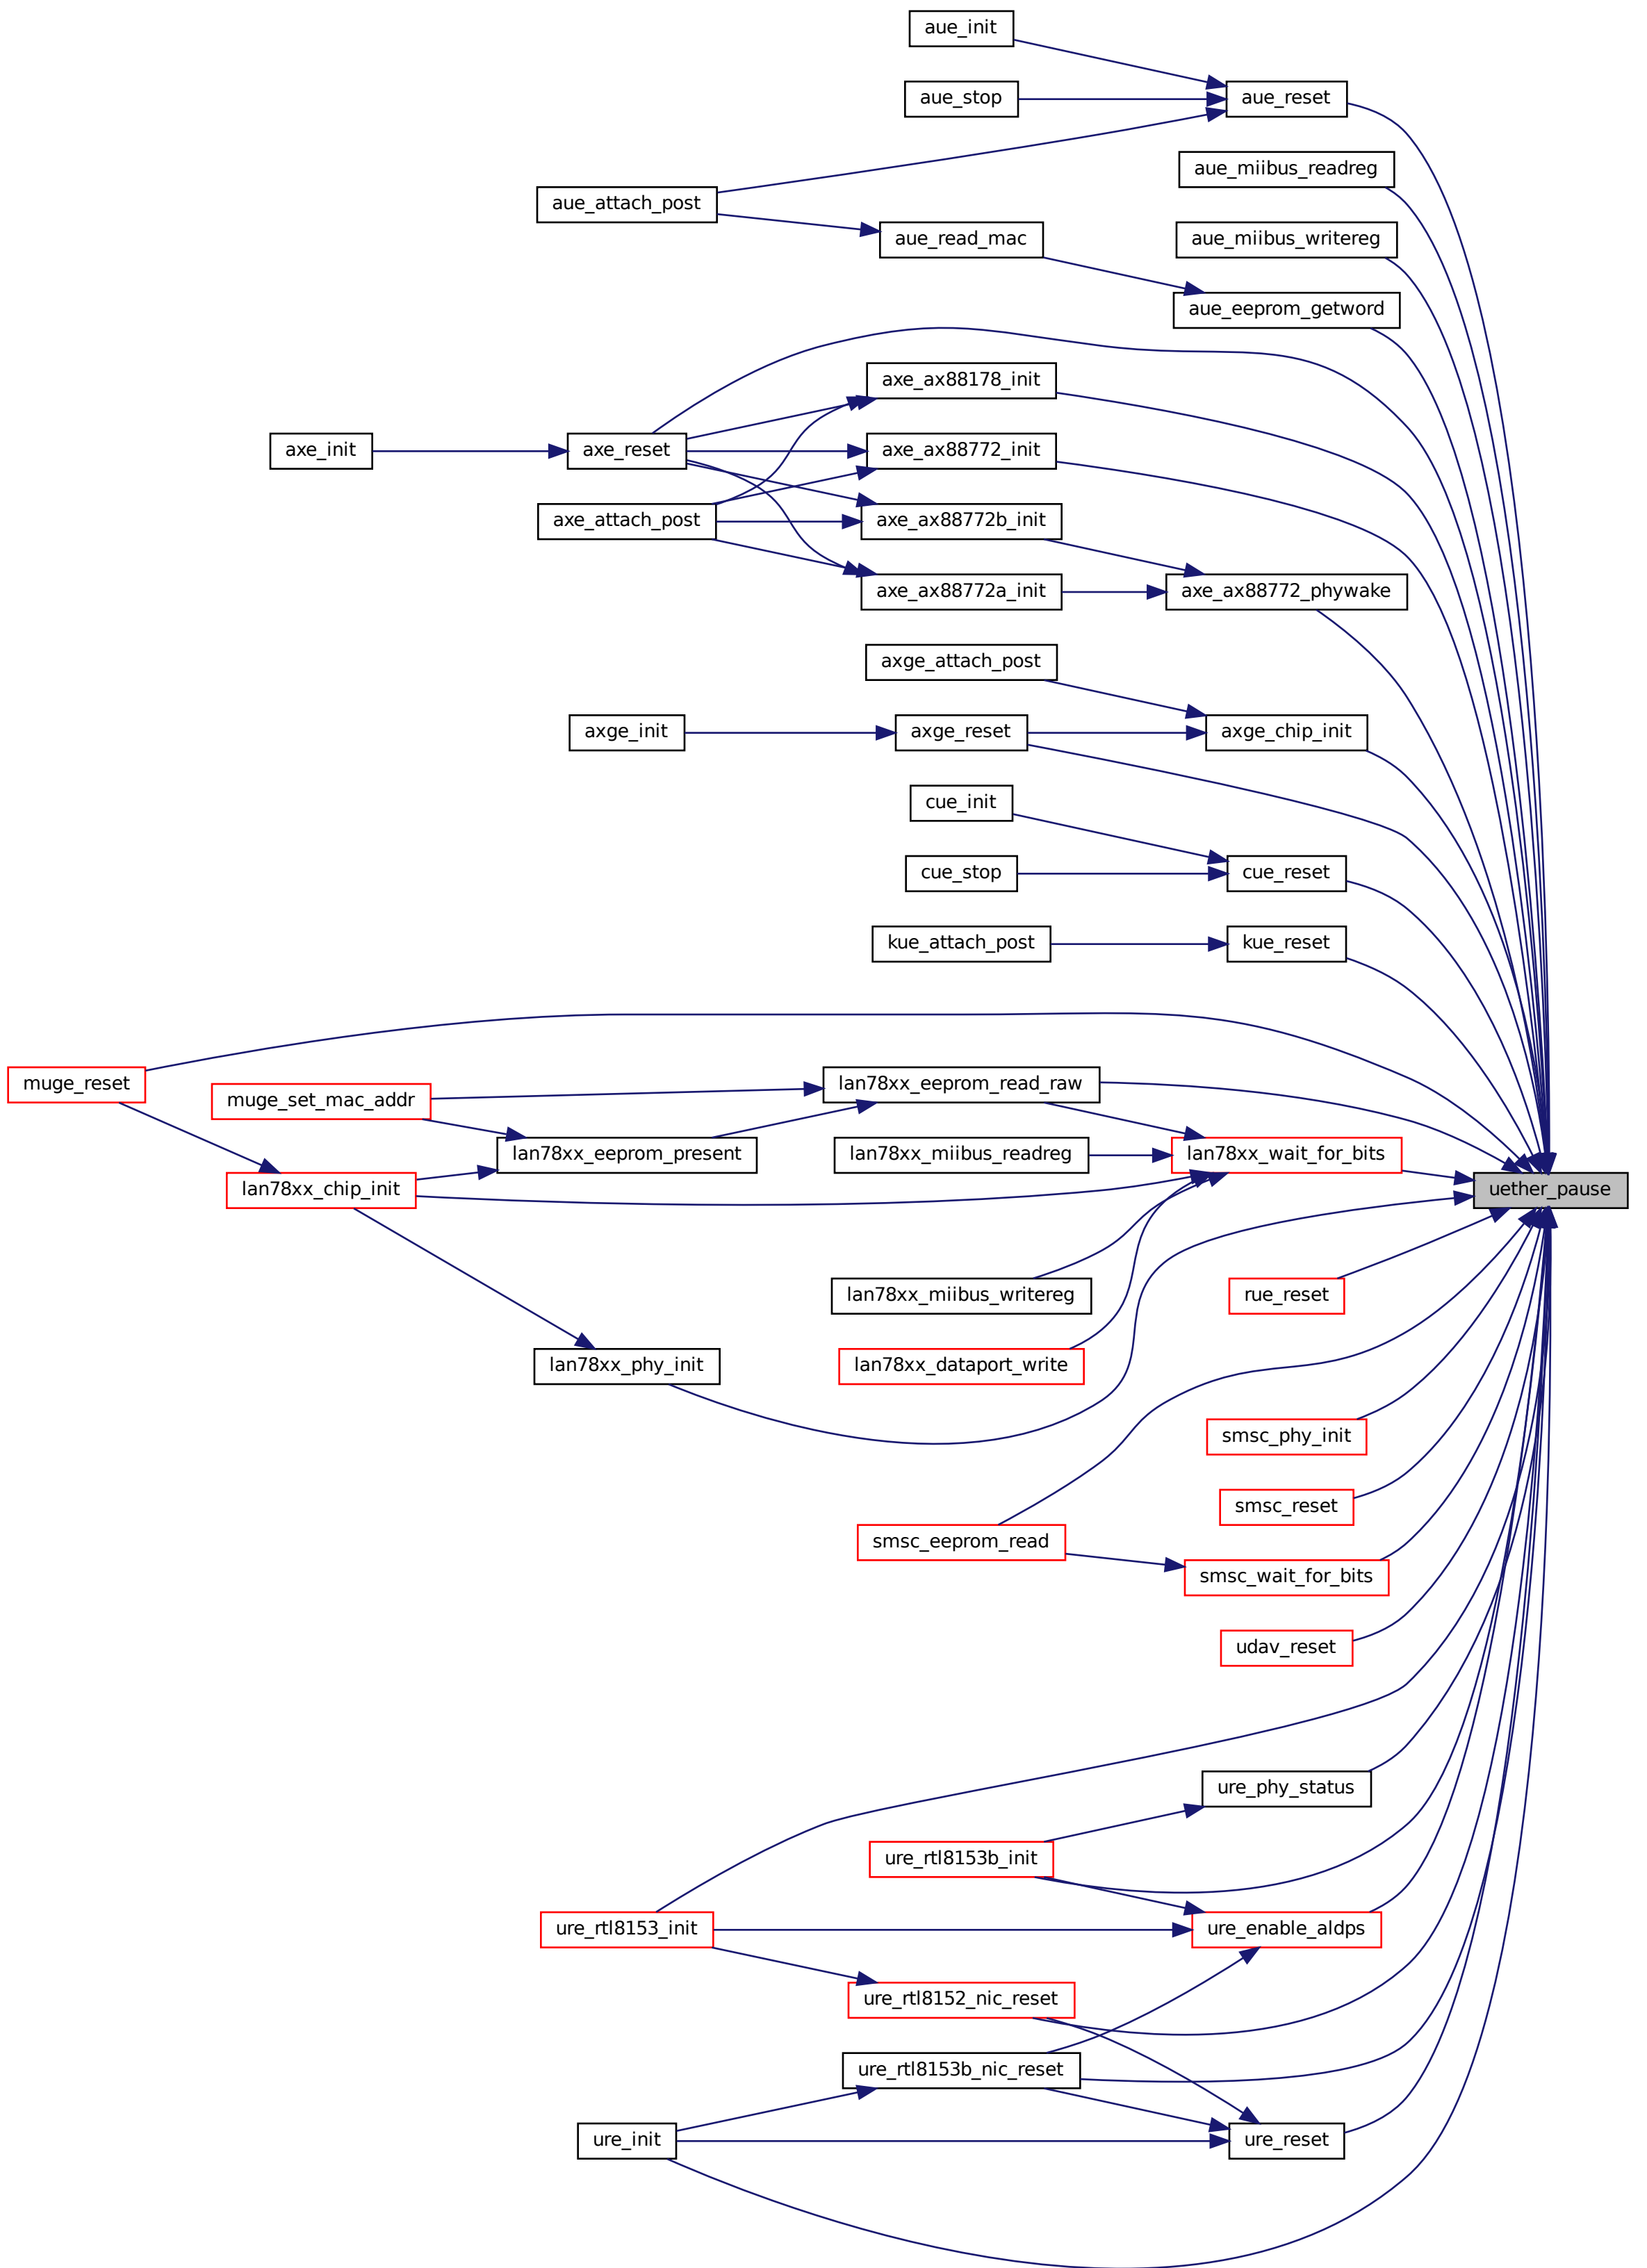 aue_init
aue_stop
aue_reset
aue_miibus_readreg
aue_attach_post
aue_read_mac
aue_miibus_writereg
aue_eeprom_getword
axe_ax88178_init
axe_init
axe_reset
axe_ax88772_init
axe_attach_post
axe_ax88772b_init
axe_ax88772a_init
axe_ax88772_phywake
axge_attach_post
axge_init
axge_reset
axge_chip_init
cue_init
cue_stop
cue_reset
kue_attach_post
kue_reset
muge_reset
muge_set_mac_addr
lan78xx_eeprom_read_raw
lan78xx_eeprom_present
lan78xx_miibus_readreg
lan78xx_wait_for_bits
lan78xx_chip_init
uether_pause
lan78xx_miibus_writereg
rue_reset
lan78xx_phy_init
lan78xx_dataport_write
smsc_phy_init
smsc_reset
smsc_eeprom_read
smsc_wait_for_bits
udav_reset
ure_phy_status
ure_rtl8153b_init
ure_rtl8153_init
ure_enable_aldps
ure_rtl8152_nic_reset
ure_rtl8153b_nic_reset
ure_init
ure_reset